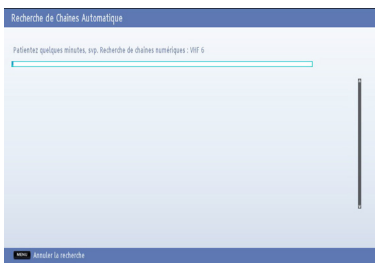 Recherche de Chaînes Automatique
Patientez quelques minutes, svp. Recherche de chaînes numériques : VHF 6
MENU Annuler la recherche